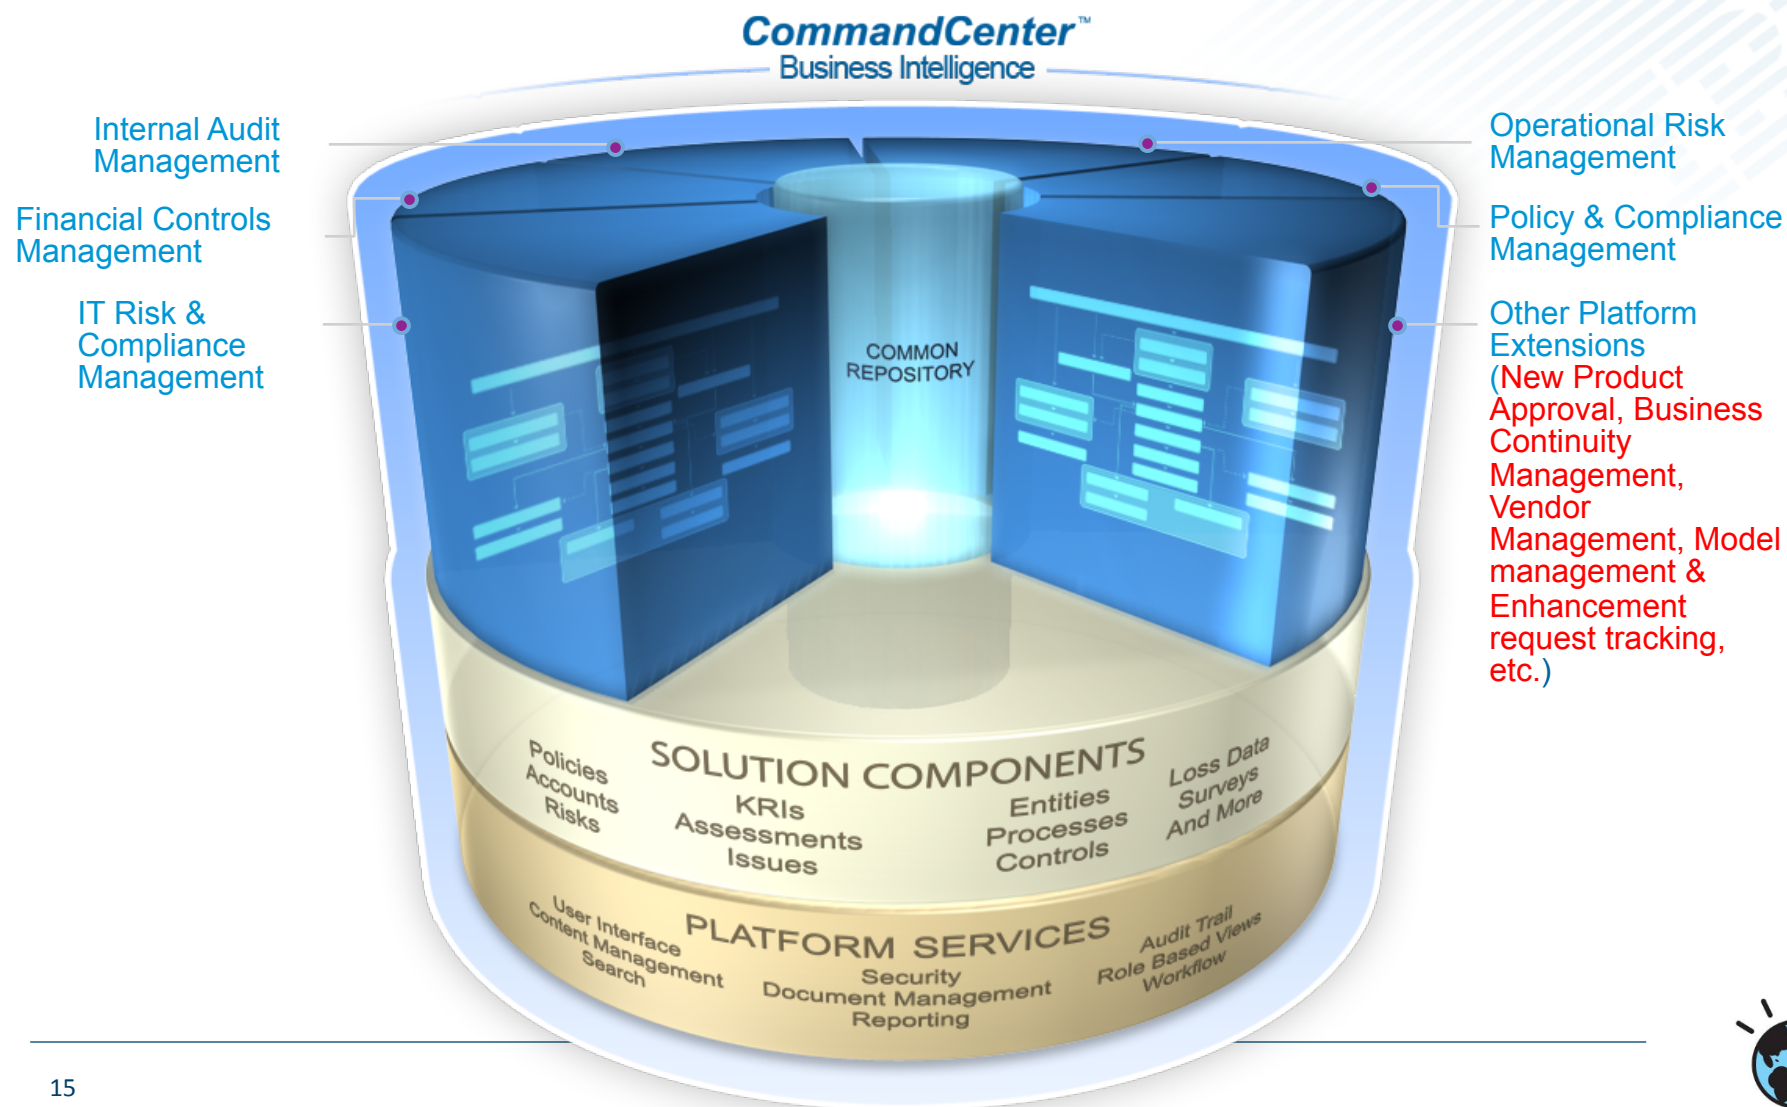 CommandCenter™
Business Intelligence
Internal Audit
Management
Financial Controls
Management
IT Risk &
Compliance
Management
Operational Risk
Management
Policy & Compliance
Management
Other Platform
Extensions
(New Product
Approval, Business
Continuity
Management,
Vendor
Management, Model
management &
Enhancement
request tracking,
etc.)
COMMON
REPOSITORY
SOLUTION COMPONENTS
Policies
Accounts
Risks
KRIs
Assessments
Issues
Entities
Processes
Controls
Loss Data
Surveys
And More
PLATFORM SERVICES
User Interface
Content Management
Search
Security
Document Management
Reporting
Audit Trail
Role Based Views
Workflow
15